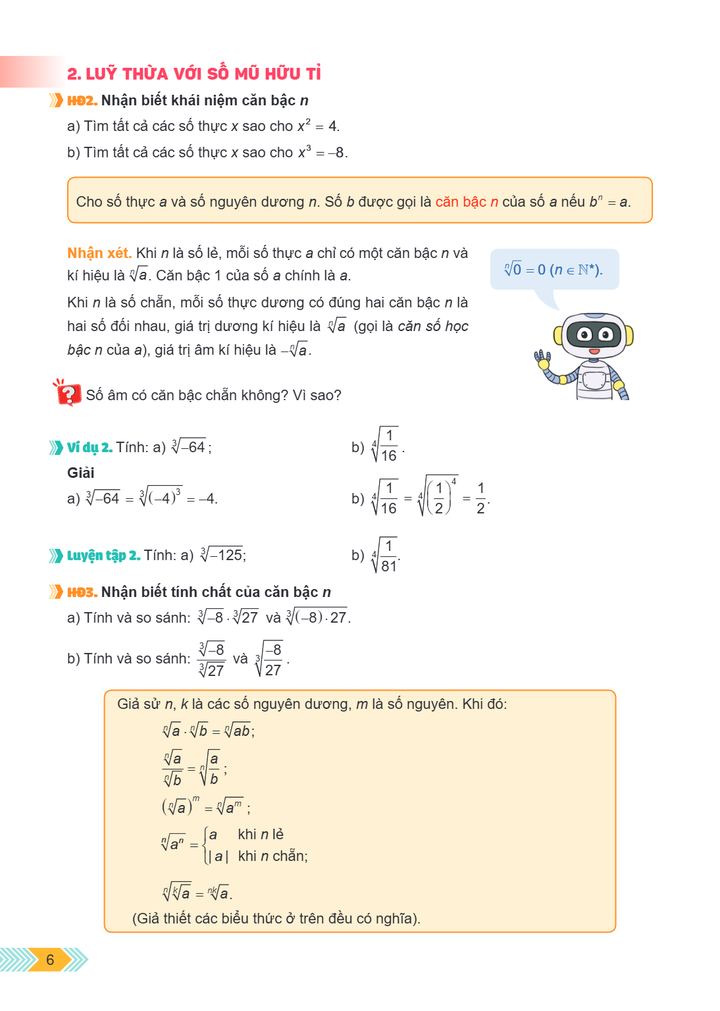 2. LUỸ THỪA VỚI SỐ MŨ HỮU TỈ
HĐ2. Nhận biết khái niệm căn bậc n
a) Tìm tất cả các số thực x sao cho x² = 4.
b) Tìm tất cả các số thực x sao cho x³ = −8.
Cho số thực a và số nguyên dương n. Số b được gọi là căn bậc n của số a nếu bⁿ = a.
Nhận xét. Khi n là số lẻ, mỗi số thực a chỉ có một căn bậc n và
kí hiệu là ⁿ√a. Căn bậc 1 của số a chính là a.
Khi n là số chẵn, mỗi số thực dương có đúng hai căn bậc n là
hai số đối nhau, giá trị dương kí hiệu là ⁿ√a (gọi là căn số học
bậc n của a), giá trị âm kí hiệu là −ⁿ√a.
ⁿ√0 = 0 (n ∈ ℕ*).
? Số âm có căn bậc chẵn không? Vì sao?
Ví dụ 2. Tính: a) ³√−64; b) ⁴√(1/16).
Giải
a) ³√−64 = ³√(−4)³ = −4. b) ⁴√(1/16) = ⁴√(1/2)⁴ = 1/2.
Luyện tập 2. Tính: a) ³√−125; b) ⁴√(1/81).
HĐ3. Nhận biết tính chất của căn bậc n
a) Tính và so sánh: ³√−8 · ³√27 và ³√((−8) · 27).
b) Tính và so sánh: ³√−8/³√27 và ³√(−8/27).
Giả sử n, k là các số nguyên dương, m là số nguyên. Khi đó:
ⁿ√a · ⁿ√b = ⁿ√ab;
ⁿ√a/ⁿ√b = ⁿ√(a/b);
(ⁿ√a)ᵐ = ⁿ√aᵐ;
ⁿ√aⁿ = { a khi n lẻ
|a| khi n chẵn;
ⁿ√ᵏ√a = ⁿᵏ√a.
(Giả thiết các biểu thức ở trên đều có nghĩa).
6